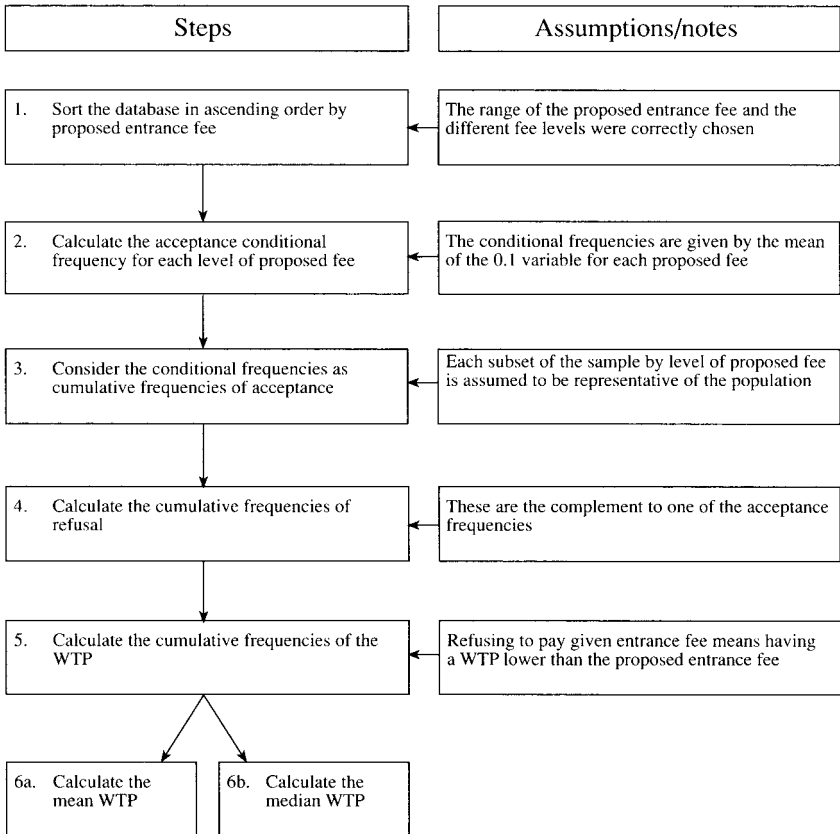 Steps
Assumptions/notes
1. Sort the database in ascending order by
proposed entrance fee
The range of the proposed entrance fee and the
different fee levels were correctly chosen
2. Calculate the acceptance conditional
frequency for each level of proposed fee
The conditional frequencies are given by the mean
of the 0.1 variable for each proposed fee
3. Consider the conditional frequencies as
cumulative frequencies of acceptance
Each subset of the sample by level of proposed fee
is assumed to be representative of the population
4. Calculate the cumulative frequencies of
refusal
These are the complement to one of the acceptance
frequencies
5. Calculate the cumulative frequencies of the
WTP
Refusing to pay given entrance fee means having
a WTP lower than the proposed entrance fee
6a. Calculate the
mean WTP
6b. Calculate the
median WTP